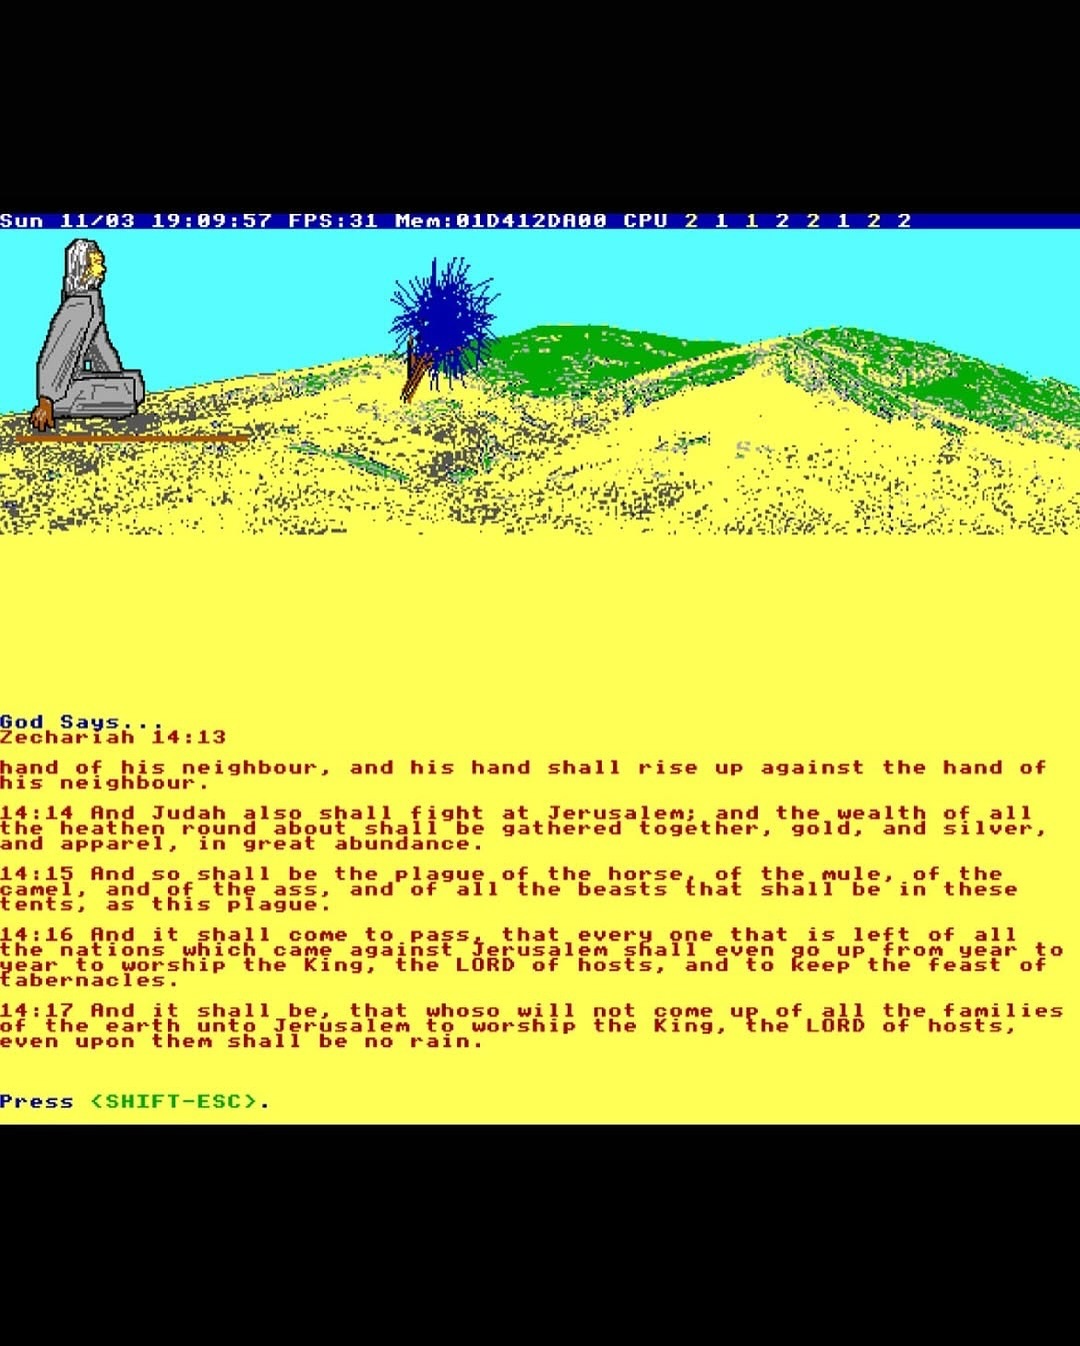 Sun 11/03 19:09:57 FPS:31 Mem:01D412DA00 CPU 2 1 1 2 2 1 2 2
God Says...
Zechariah 14:13
hand of his neighbour, and his hand shall rise up against the hand of
his neighbour.
14:14 And Judah also shall fight at Jerusalem; and the wealth of all
the heathen round about shall be gathered together, gold, and silver,
and apparel, in great abundance.
14:15 And so shall be the plague of the horse, of the mule, of the
camel, and of the ass, and of all the beasts that shall be in these
tents, as this plague.
14:16 And it shall come to pass, that every one that is left of all
the nations which came against Jerusalem shall even go up from year to
year to worship the King, the LORD of hosts, and to keep the feast of
tabernacles.
14:17 And it shall be, that whoso will not come up of all the families
of the earth unto Jerusalem to worship the King, the LORD of hosts,
even upon them shall be no rain.
Press <SHIFT-ESC>.